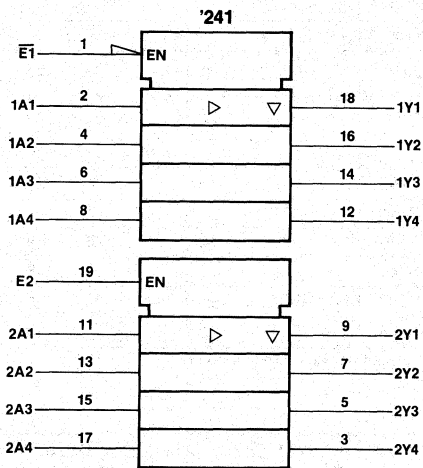 '241
E1 1 EN
1A1 2 18 1Y1
1A2 4 16 1Y2
1A3 6 14 1Y3
1A4 8 12 1Y4
E2 19 EN
2A1 11 9 2Y1
2A2 13 7 2Y2
2A3 15 5 2Y3
2A4 17 3 2Y4